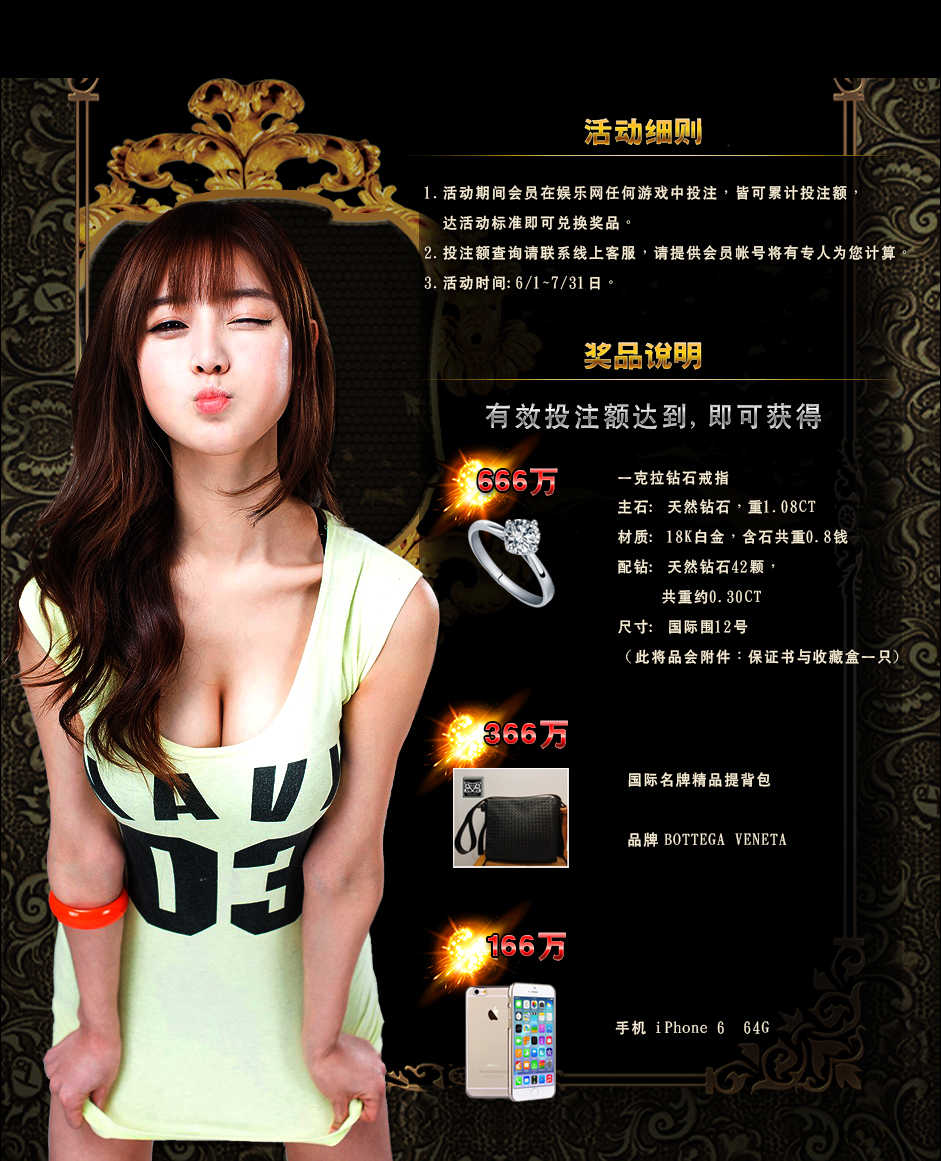 活动细则
1. 活动期间会员在娱乐网任何游戏中投注，皆可累计投注额，
达活动标准即可兑换奖品。
2. 投注额查询请联系线上客服，请提供会员帐号将有专人为您计算。
3. 活动时间: 6/1~7/31日。
奖品說明
有效投注额达到, 即可获得
666万
一克拉钻石戒指
主石: 天然钻石，重1.08CT
材质: 18K白金，含石共重0.8钱
配钻: 天然钻石42颗，
共重约0.30CT
尺寸: 国际围12号
（此将品会附件：保证书与收藏盒一只）
366万
国际名牌精品提背包
品牌 BOTTEGA VENETA
166万
手机 iPhone 6 64G
03